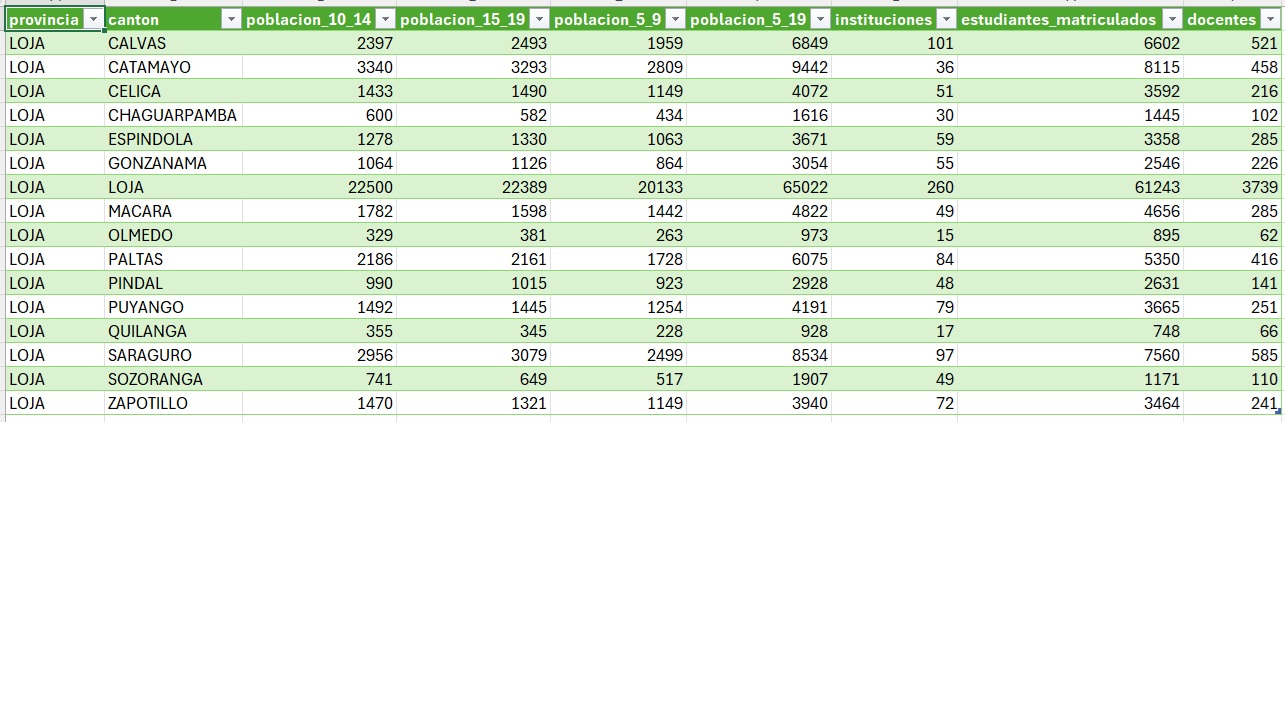 provincia canton poblacion_10_14 poblacion_15_19 poblacion_5_9 poblacion_5_19 instituciones estudiantes_matriculados docentes
LOJA CALVAS 2397 2493 1959 6849 101 6602 521
LOJA CATAMAYO 3340 3293 2809 9442 36 8115 458
LOJA CELICA 1433 1490 1149 4072 51 3592 216
LOJA CHAGUARPAMBA 600 582 434 1616 30 1445 102
LOJA ESPINDOLA 1278 1330 1063 3671 59 3358 285
LOJA GONZANAMA 1064 1126 864 3054 55 2546 226
LOJA LOJA 22500 22389 20133 65022 260 61243 3739
LOJA MACARA 1782 1598 1442 4822 49 4656 285
LOJA OLMEDO 329 381 263 973 15 895 62
LOJA PALTAS 2186 2161 1728 6075 84 5350 416
LOJA PINDAL 990 1015 923 2928 48 2631 141
LOJA PUYANGO 1492 1445 1254 4191 79 3665 251
LOJA QUILANGA 355 345 228 928 17 748 66
LOJA SARAGURO 2956 3079 2499 8534 97 7560 585
LOJA SOZORANGA 741 649 517 1907 49 1171 110
LOJA ZAPOTILLO 1470 1321 1149 3940 72 3464 241